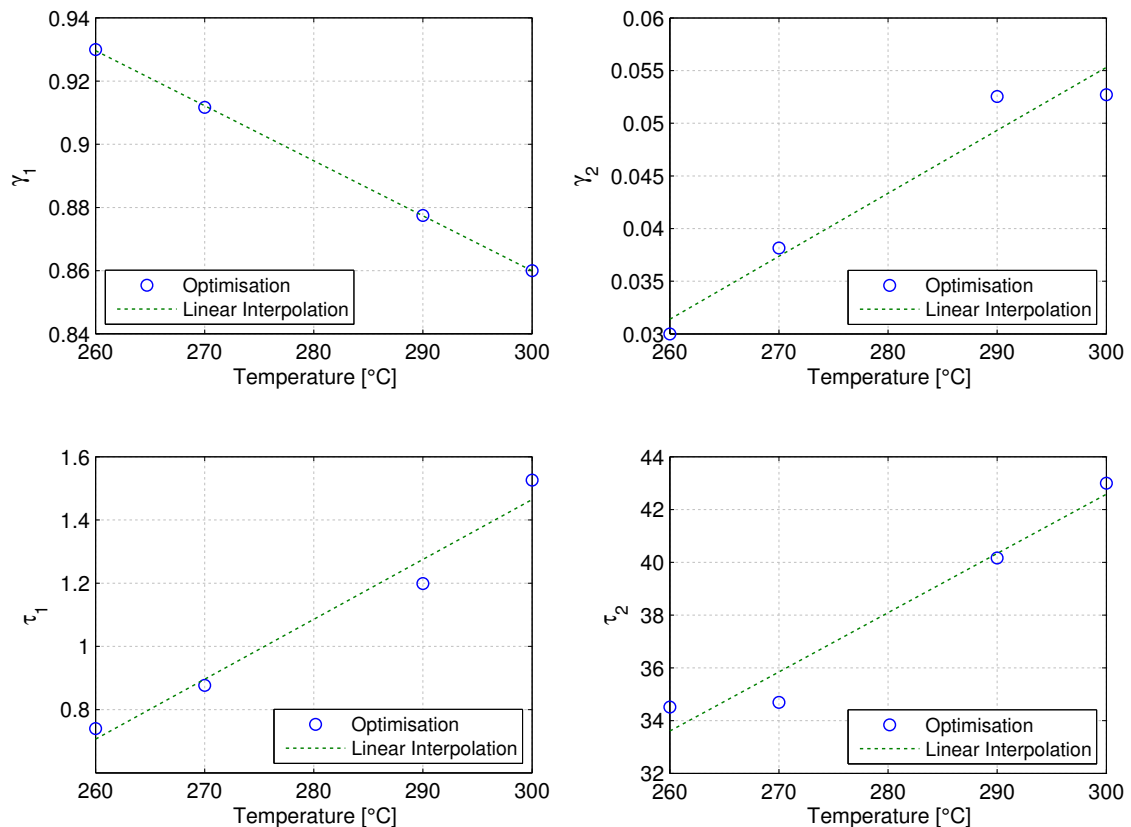 0.94
0.92
0.9
0.88
0.86
0.84
γ1
Optimisation
Linear Interpolation
260 270 280 290 300
Temperature [°C]
0.06
0.055
0.05
0.045
0.04
0.035
0.03
γ2
Optimisation
Linear Interpolation
260 270 280 290 300
Temperature [°C]
1.6
1.4
1.2
1
0.8
τ1
Optimisation
Linear Interpolation
260 270 280 290 300
Temperature [°C]
44
42
40
38
36
34
32
τ2
Optimisation
Linear Interpolation
260 270 280 290 300
Temperature [°C]